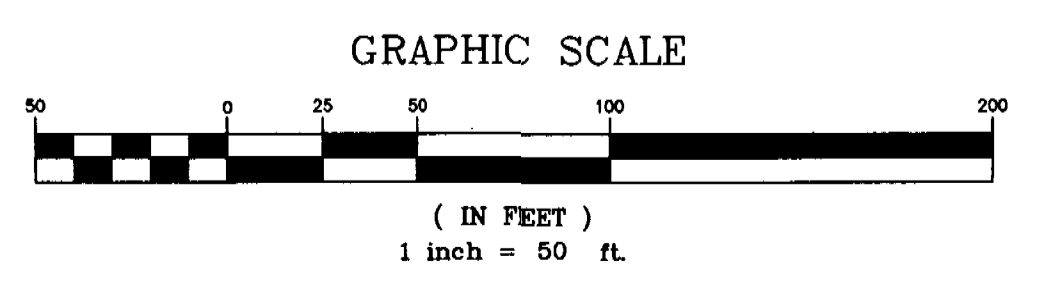 GRAPHIC SCALE
50 0 25 50 100 200
( IN FEET )
1 inch = 50 ft.